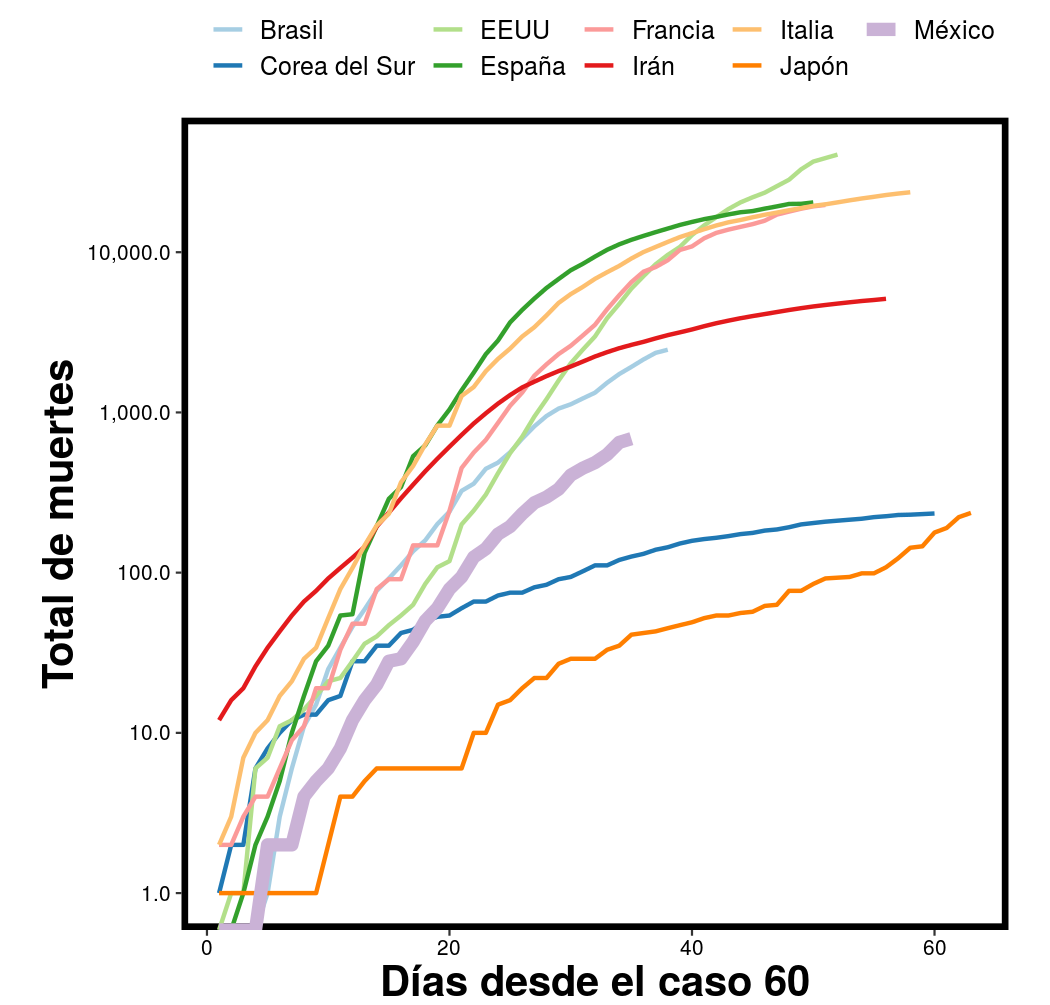 Brasil EEUU Francia Italia México
Corea del Sur España Irán Japón
Total de muertes
10,000.0
1,000.0
100.0
10.0
1.0
0 20 40 60
Días desde el caso 60